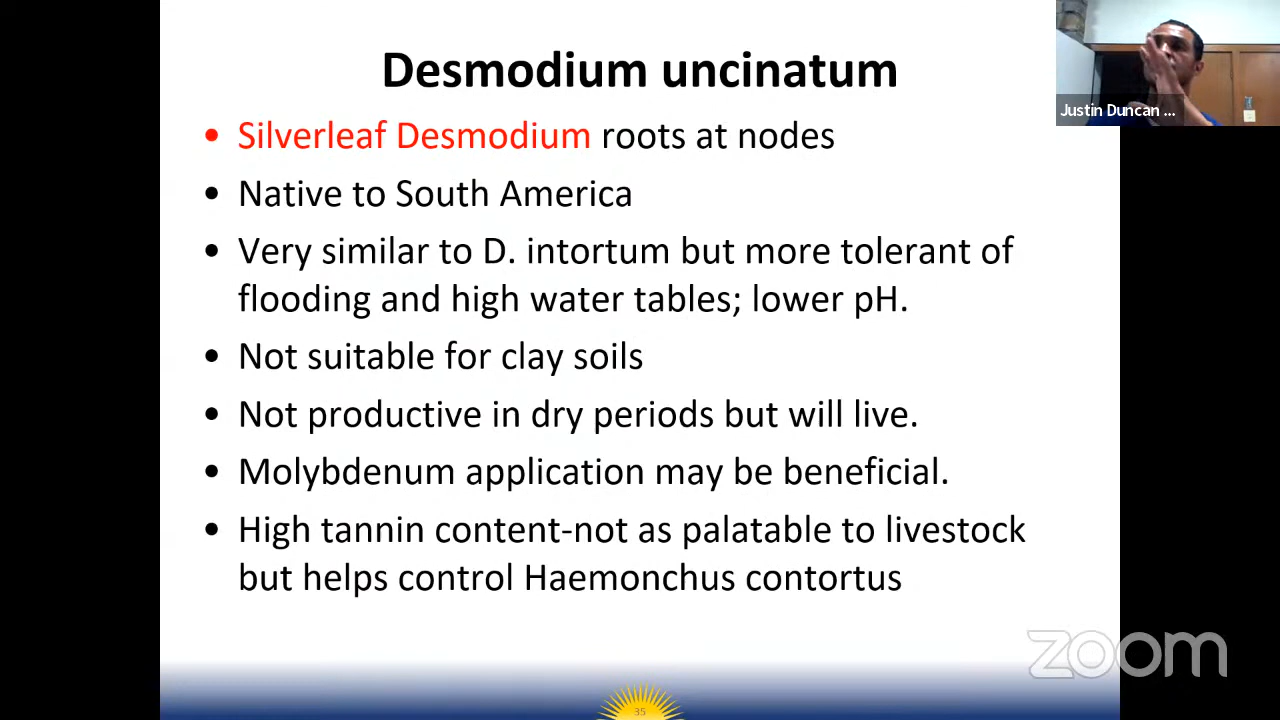 Desmodium uncinatum
• Silverleaf Desmodium roots at nodes
• Native to South America
• Very similar to D. intortum but more tolerant of
flooding and high water tables; lower pH.
• Not suitable for clay soils
• Not productive in dry periods but will live.
• Molybdenum application may be beneficial.
• High tannin content-not as palatable to livestock
but helps control Haemonchus contortus
Justin Duncan ...
zoom
35